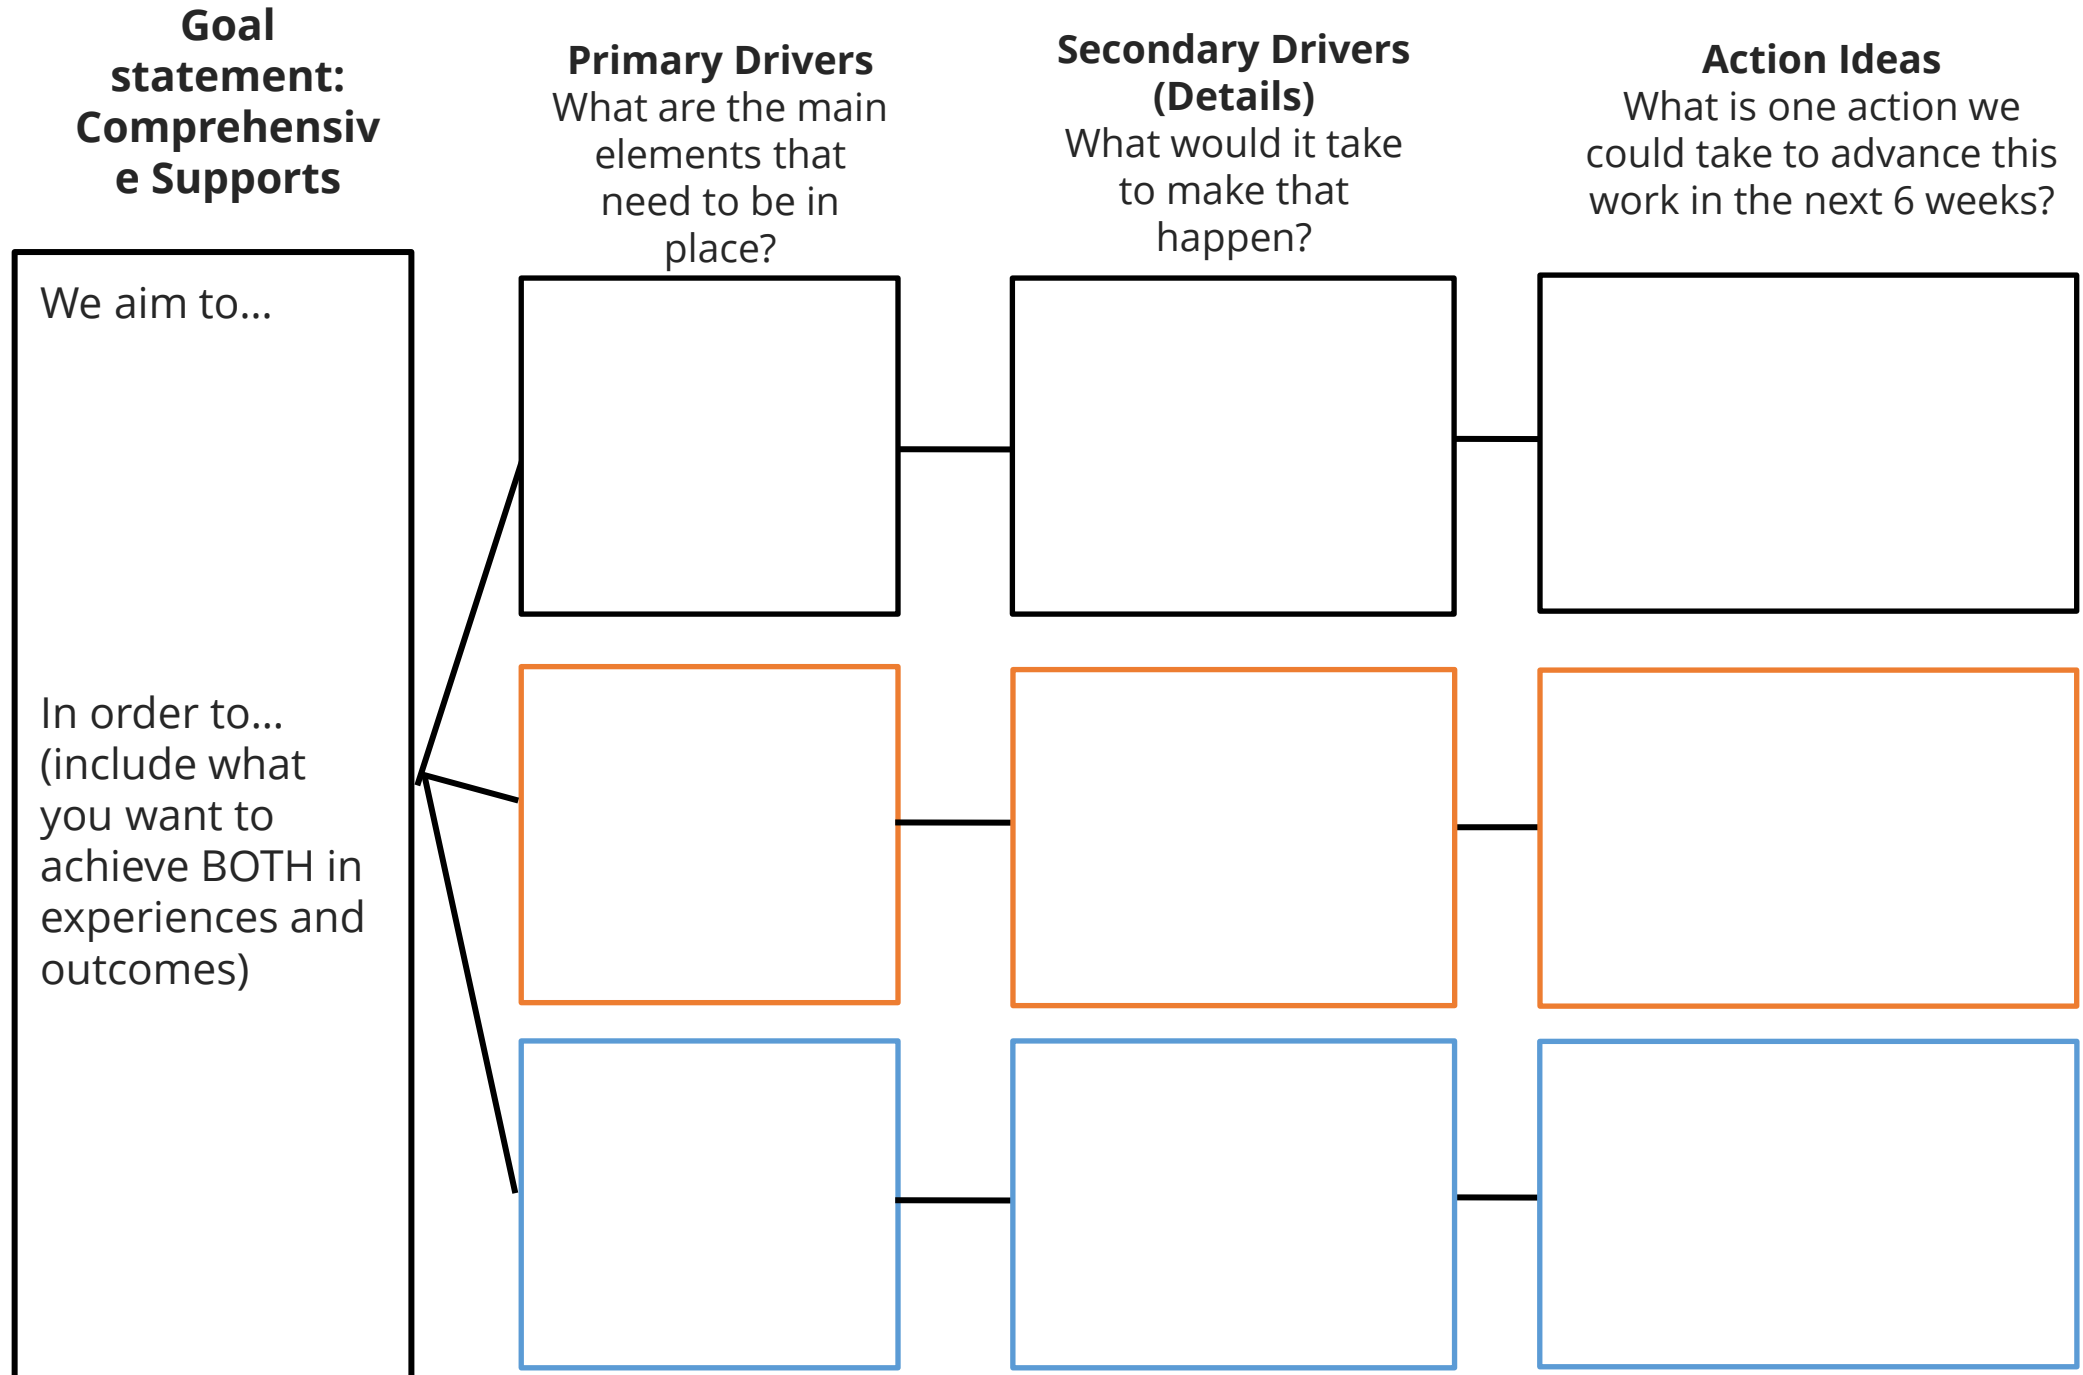 Goal
statement:
Comprehensiv
e Supports
Primary Drivers
What are the main
elements that
need to be in
place?
Secondary Drivers
(Details)
What would it take
to make that
happen?
Action Ideas
What is one action we
could take to advance this
work in the next 6 weeks?
We aim to...
In order to...
(include what
you want to
achieve BOTH in
experiences and
outcomes)